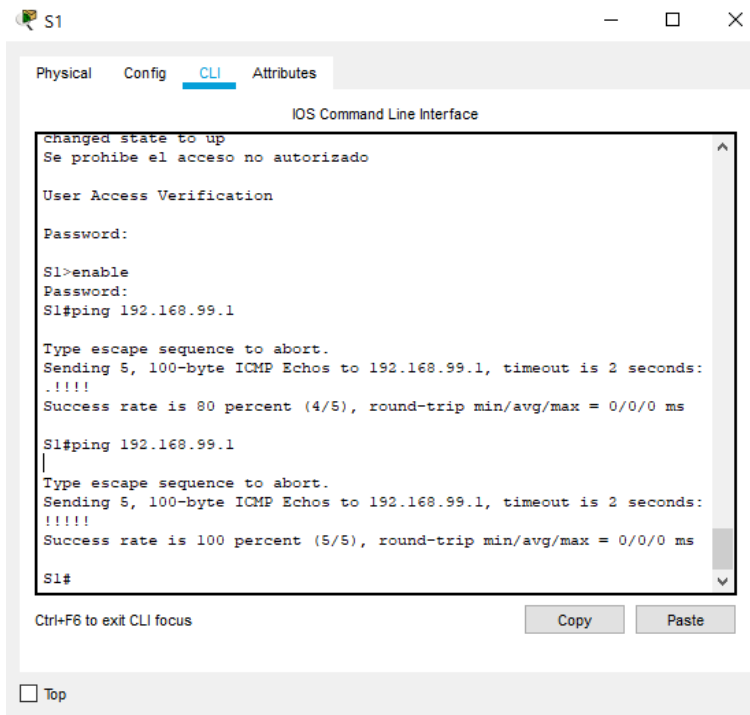 S1
Physical Config CLI Attributes
IOS Command Line Interface
changed state to up
Se prohibe el acceso no autorizado
User Access Verification
Password:
S1>enable
Password:
S1#ping 192.168.99.1
Type escape sequence to abort.
Sending 5, 100-byte ICMP Echos to 192.168.99.1, timeout is 2 seconds:
.!!!!
Success rate is 80 percent (4/5), round-trip min/avg/max = 0/0/0 ms
S1#ping 192.168.99.1
Type escape sequence to abort.
Sending 5, 100-byte ICMP Echos to 192.168.99.1, timeout is 2 seconds:
!!!!!
Success rate is 100 percent (5/5), round-trip min/avg/max = 0/0/0 ms
S1#
Ctrl+F6 to exit CLI focus
Copy Paste
Top